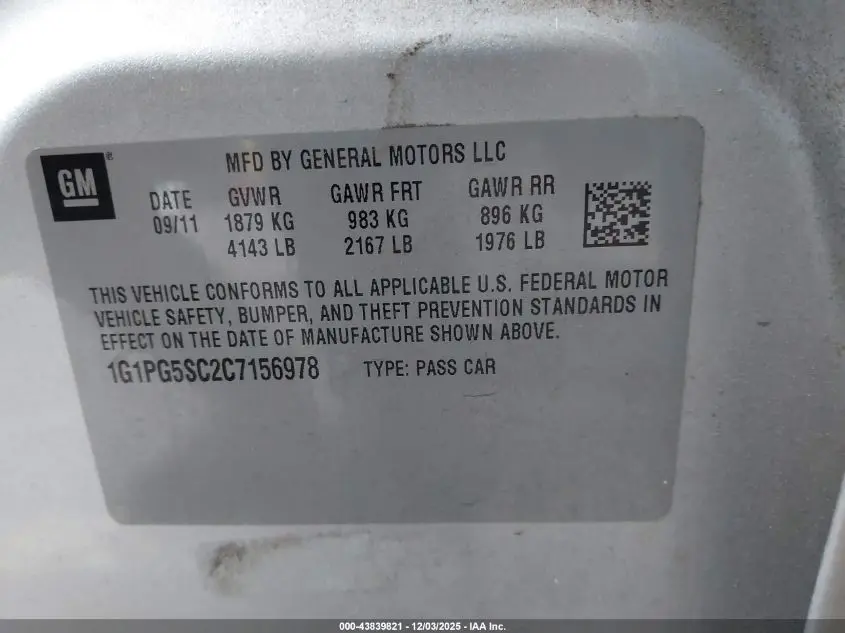 GM®
MFD BY GENERAL MOTORS LLC
DATE GVWR GAWR FRT GAWR RR
09/11 1879 KG 983 KG 896 KG
4143 LB 2167 LB 1976 LB
THIS VEHICLE CONFORMS TO ALL APPLICABLE U.S. FEDERAL MOTOR
VEHICLE SAFETY, BUMPER, AND THEFT PREVENTION STANDARDS IN
EFFECT ON THE DATE OF MANUFACTURE SHOWN ABOVE.
1G1PG5SC2C7156978 TYPE: PASS CAR
000-43839821 - 12/03/2025 - IAA Inc.